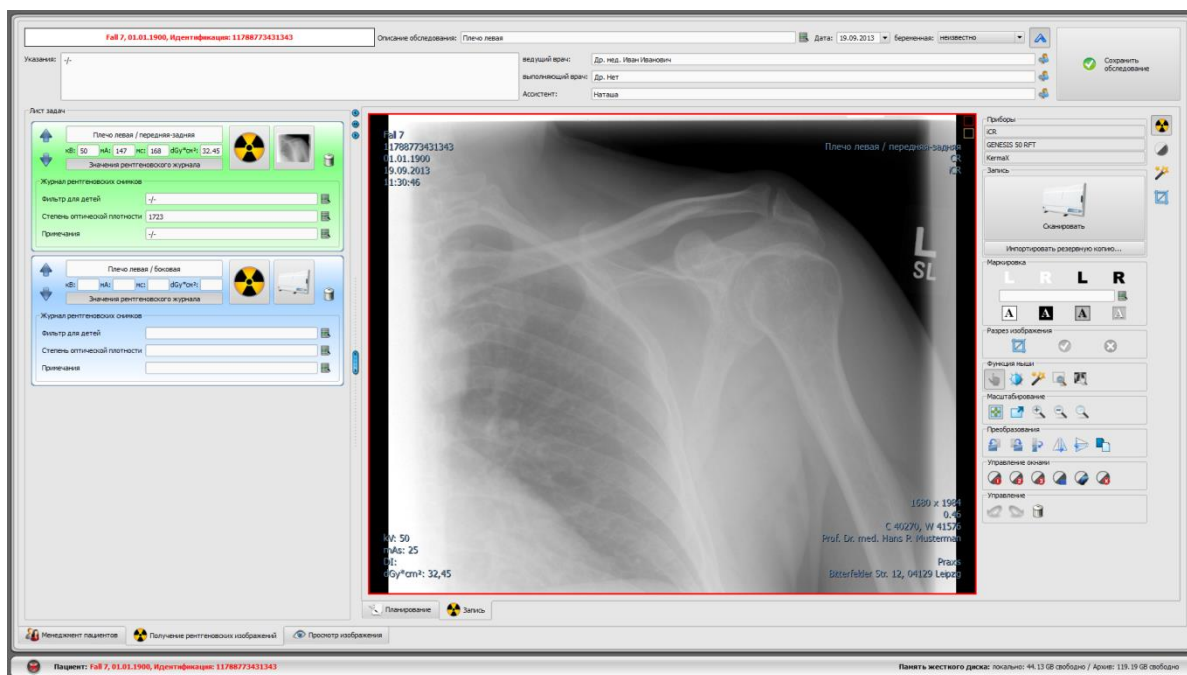 Fall 7, 01.01.1900, Идентификация: 11788773431343
Описание обследования: Плечо левая
Дата: 19.09.2013
беременная: неизвестно
Указания: -/-
ведущий врач: Др. мед. Иван Иванович
выполняющий врач: Др. Нет
Ассистент: Наташа
Сохранить
обследование
Лист задач
Плечо левая / передняя-задняя
кВ: 50 мА: 147 мс: 168 dGy*cm²: 32.45
Значения рентгеновского журнала
Журнал рентгеновских снимков
Фильтр для детей -/-
Степень оптической плотности 1723
Примечания -/-
Плечо левая / боковая
кВ: мА: мс: dGy*cm²:
Значения рентгеновского журнала
Журнал рентгеновских снимков
Фильтр для детей
Степень оптической плотности
Примечания
Fall 7
11788773431343
01.01.1900
19.09.2013
11:30:46
Плечо левая / передняя-задняя
CR
iCR
L
SL
kV: 50
mAs: 25
DI:
dGy*cm²: 32,45
1680 x 1984
0.46
C 40270, W 41576
Prof. Dr. med. Hans P. Musterman
Praxis
Bitterfelder Str. 12, 04129 Leipzig
Приборы
iCR
GENESIS 50 RFT
KermaX
Запись
Сканировать
Импортировать резервную копию...
Маркировка
L R L R
A A A A
Разрез изображения
Функция мыши
Масштабирование
Преобразования
Управление окнами
Управление
Планирование
Запись
Менеджмент пациентов
Получение рентгеновских изображений
Просмотр изображения
Пациент: Fall 7, 01.01.1900, Идентификация: 11788773431343
Память жесткого диска: локально: 44.13 GB свободно / Архив: 119.19 GB свободно